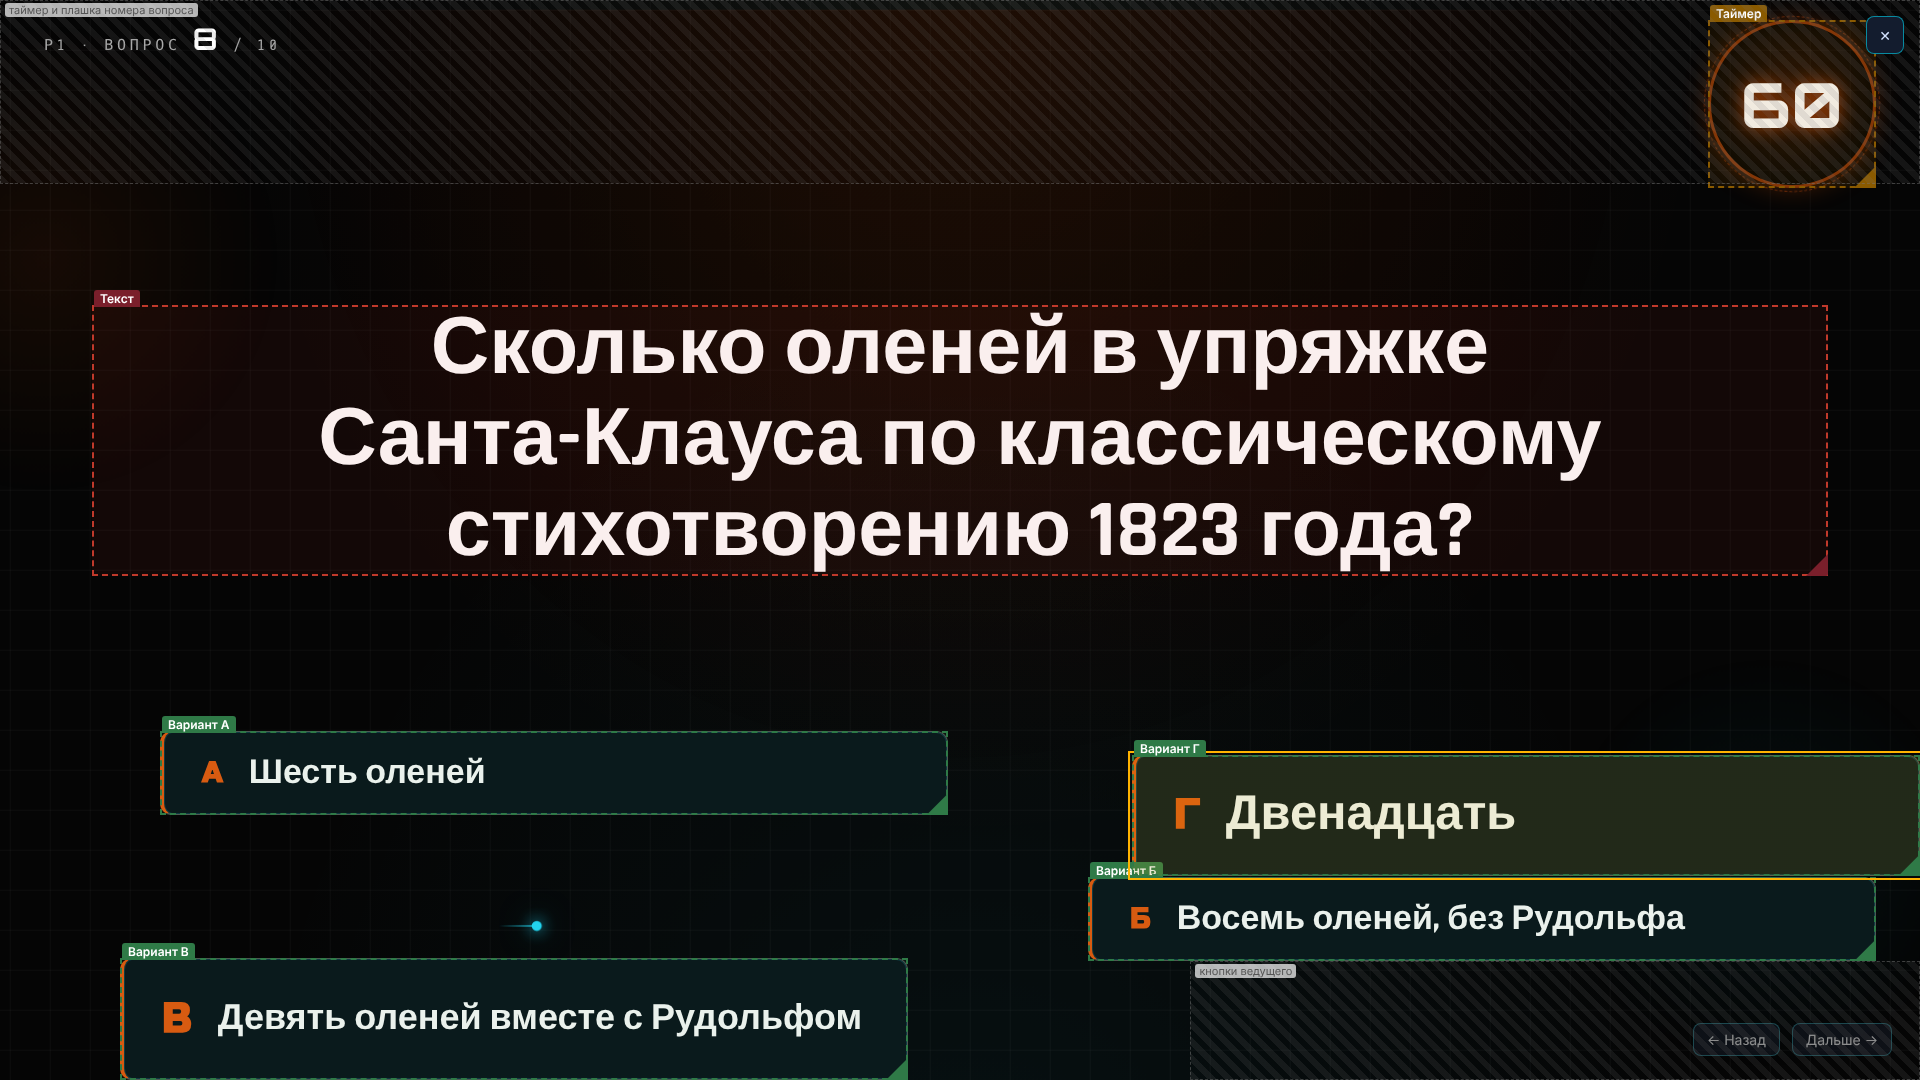 таймер и плашка номера вопроса
Р1 · ВОПРОС 8 / 10
Таймер
×
60
Текст
Сколько оленей в упряжке
Санта-Клауса по классическому
стихотворению 1823 года?
Вариант А
А Шесть оленей
Вариант Г
Г Двенадцать
Вариант Б
Б Восемь оленей, без Рудольфа
Вариант В
В Девять оленей вместе с Рудольфом
кнопки ведущего
← Назад
Дальше →